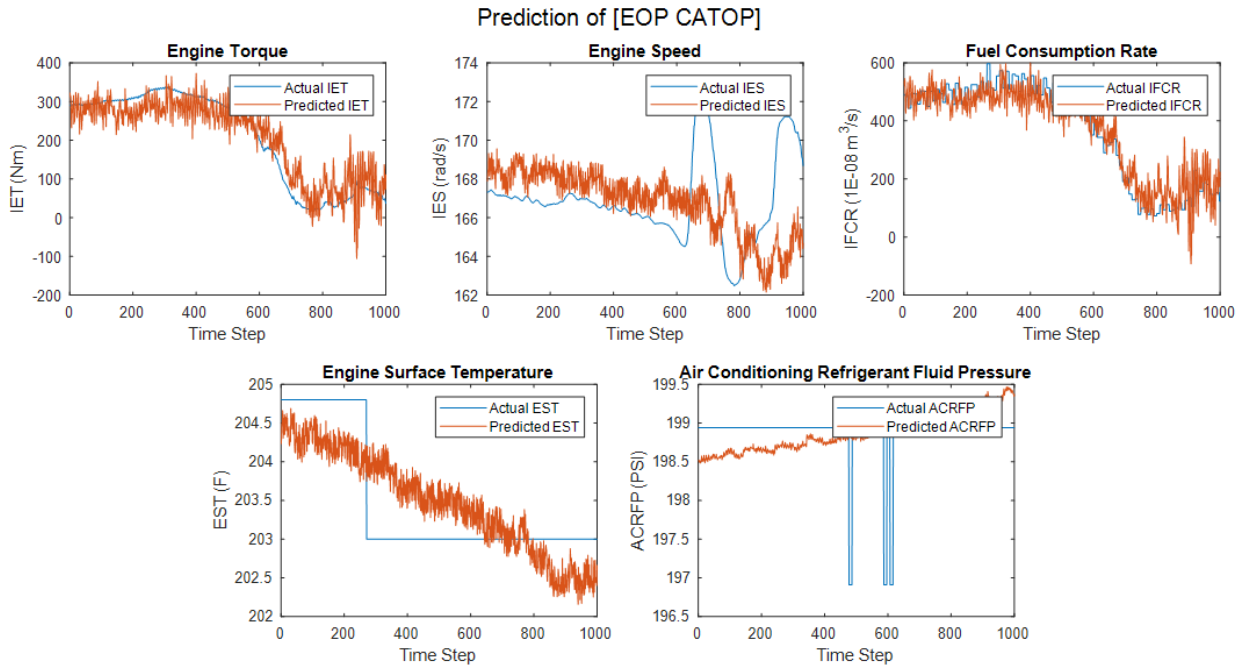 Prediction of [EOP CATOP]
Engine Torque
400
300
200
100
0
-100
-200
IET (Nm)
0 200 400 600 800 1000
Time Step
Actual IET
Predicted IET
Engine Speed
174
172
170
168
166
164
162
IES (rad/s)
0 200 400 600 800 1000
Time Step
Actual IES
Predicted IES
Fuel Consumption Rate
600
400
200
0
-200
IFCR (1E-08 m^3/s)
0 200 400 600 800 1000
Time Step
Actual IFCR
Predicted IFCR
Engine Surface Temperature
205
204.5
204
203.5
203
202.5
202
EST (F)
0 200 400 600 800 1000
Time Step
Actual EST
Predicted EST
Air Conditioning Refrigerant Fluid Pressure
199.5
199
198.5
198
197.5
197
196.5
ACRFP (PSI)
0 200 400 600 800 1000
Time Step
Actual ACRFP
Predicted ACRFP